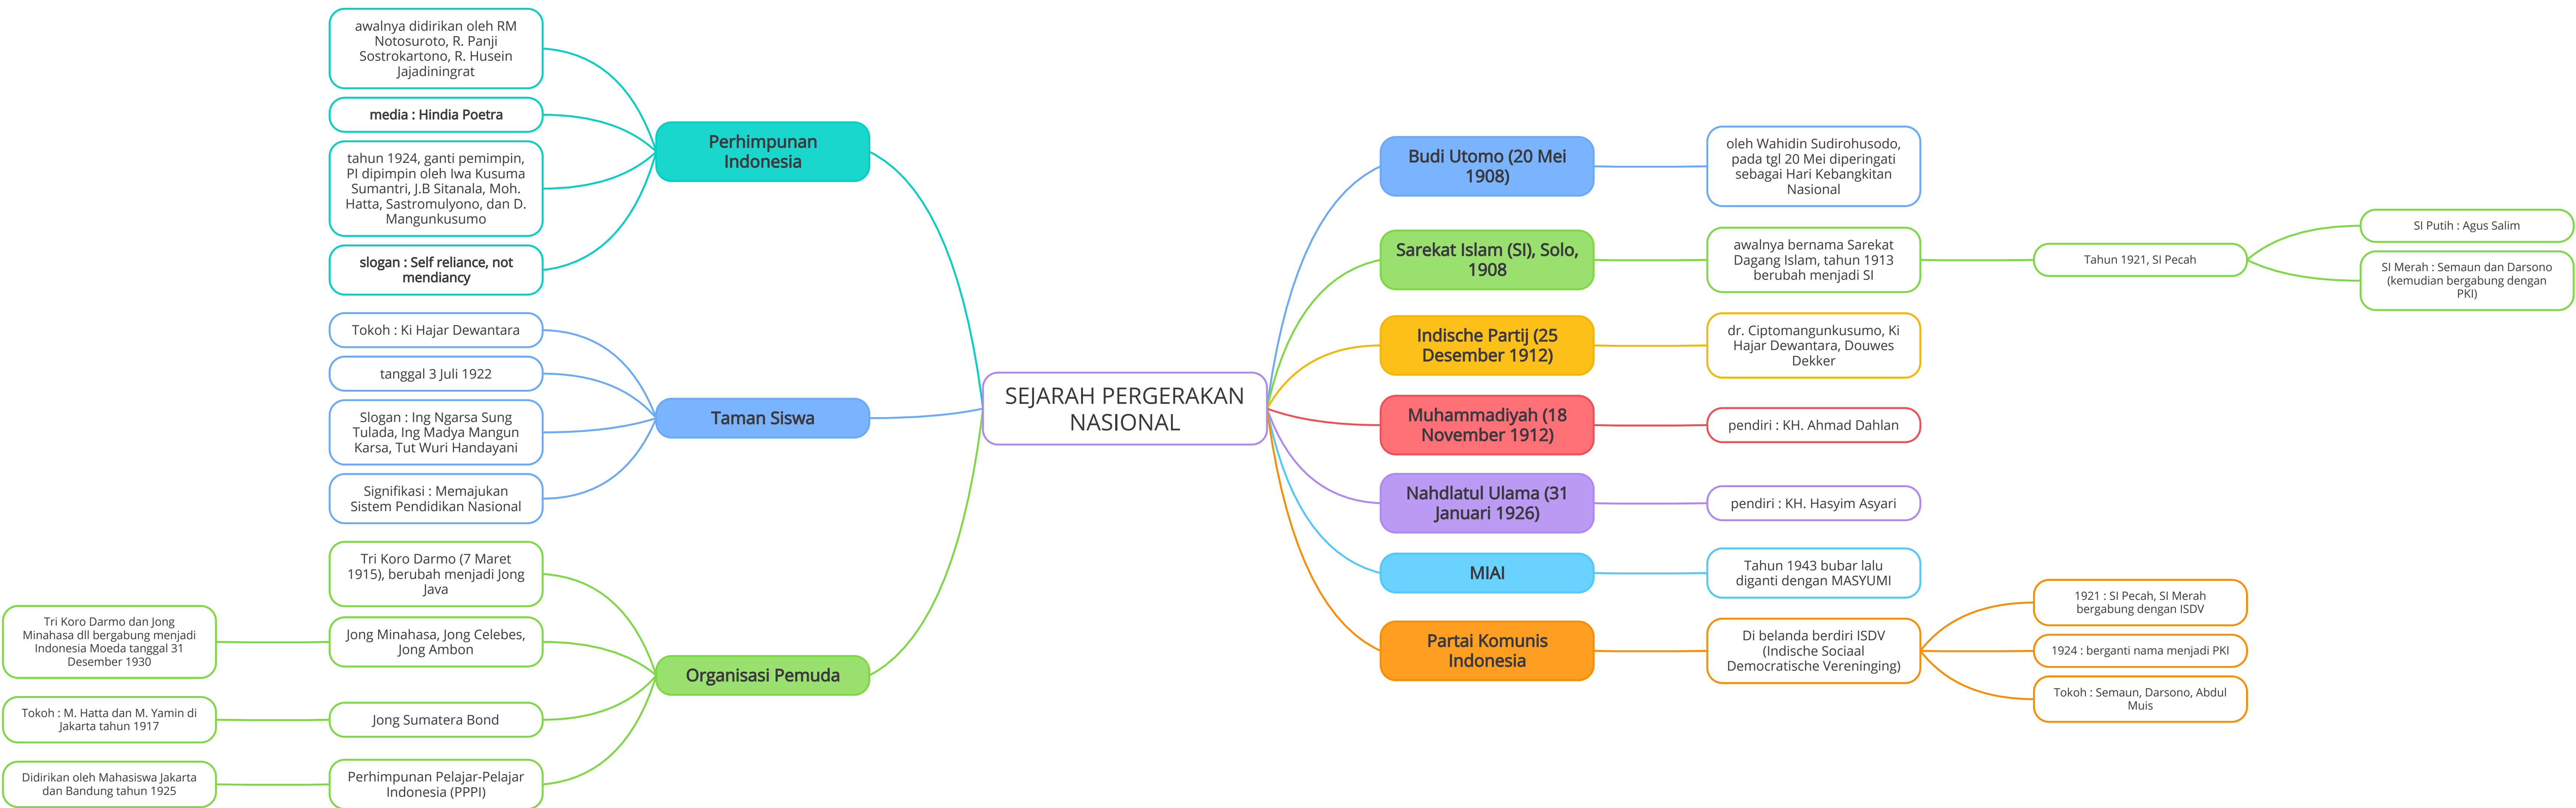 SEJARAH PERGERAKAN
NASIONAL
Perhimpunan
Indonesia
awalnya didirikan oleh RM
Notosuroto, R. Panji
Sostrokartono, R. Husein
Jajadiningrat
media : Hindia Poetra
tahun 1924, ganti pemimpin,
PI dipimpin oleh Iwa Kusuma
Sumantri, J.B Sitanala, Moh.
Hatta, Sastromulyono, dan D.
Mangunkusumo
slogan : Self reliance, not
mendiancy
Taman Siswa
Tokoh : Ki Hajar Dewantara
tanggal 3 Juli 1922
Slogan : Ing Ngarsa Sung
Tulada, Ing Madya Mangun
Karsa, Tut Wuri Handayani
Signifikasi : Memajukan
Sistem Pendidikan Nasional
Organisasi Pemuda
Tri Koro Darmo (7 Maret
1915), berubah menjadi Jong
Java
Jong Minahasa, Jong Celebes,
Jong Ambon
Tri Koro Darmo dan Jong
Minahasa dll bergabung menjadi
Indonesia Moeda tanggal 31
Desember 1930
Jong Sumatera Bond
Tokoh : M. Hatta dan M. Yamin di
Jakarta tahun 1917
Perhimpunan Pelajar-Pelajar
Indonesia (PPPI)
Didirikan oleh Mahasiswa Jakarta
dan Bandung tahun 1925
Budi Utomo (20 Mei
1908)
oleh Wahidin Sudirohusodo,
pada tgl 20 Mei diperingati
sebagai Hari Kebangkitan
Nasional
Sarekat Islam (SI), Solo,
1908
awalnya bernama Sarekat
Dagang Islam, tahun 1913
berubah menjadi SI
Tahun 1921, SI Pecah
SI Putih : Agus Salim
SI Merah : Semaun dan Darsono
(kemudian bergabung dengan
PKI)
Indische Partij (25
Desember 1912)
dr. Ciptomangunkusumo, Ki
Hajar Dewantara, Douwes
Dekker
Muhammadiyah (18
November 1912)
pendiri : KH. Ahmad Dahlan
Nahdlatul Ulama (31
Januari 1926)
pendiri : KH. Hasyim Asyari
MIAI
Tahun 1943 bubar lalu
diganti dengan MASYUMI
Partai Komunis
Indonesia
Di belanda berdiri ISDV
(Indische Sociaal
Democratische Vereninging)
1921 : SI Pecah, SI Merah
bergabung dengan ISDV
1924 : berganti nama menjadi PKI
Tokoh : Semaun, Darsono, Abdul
Muis